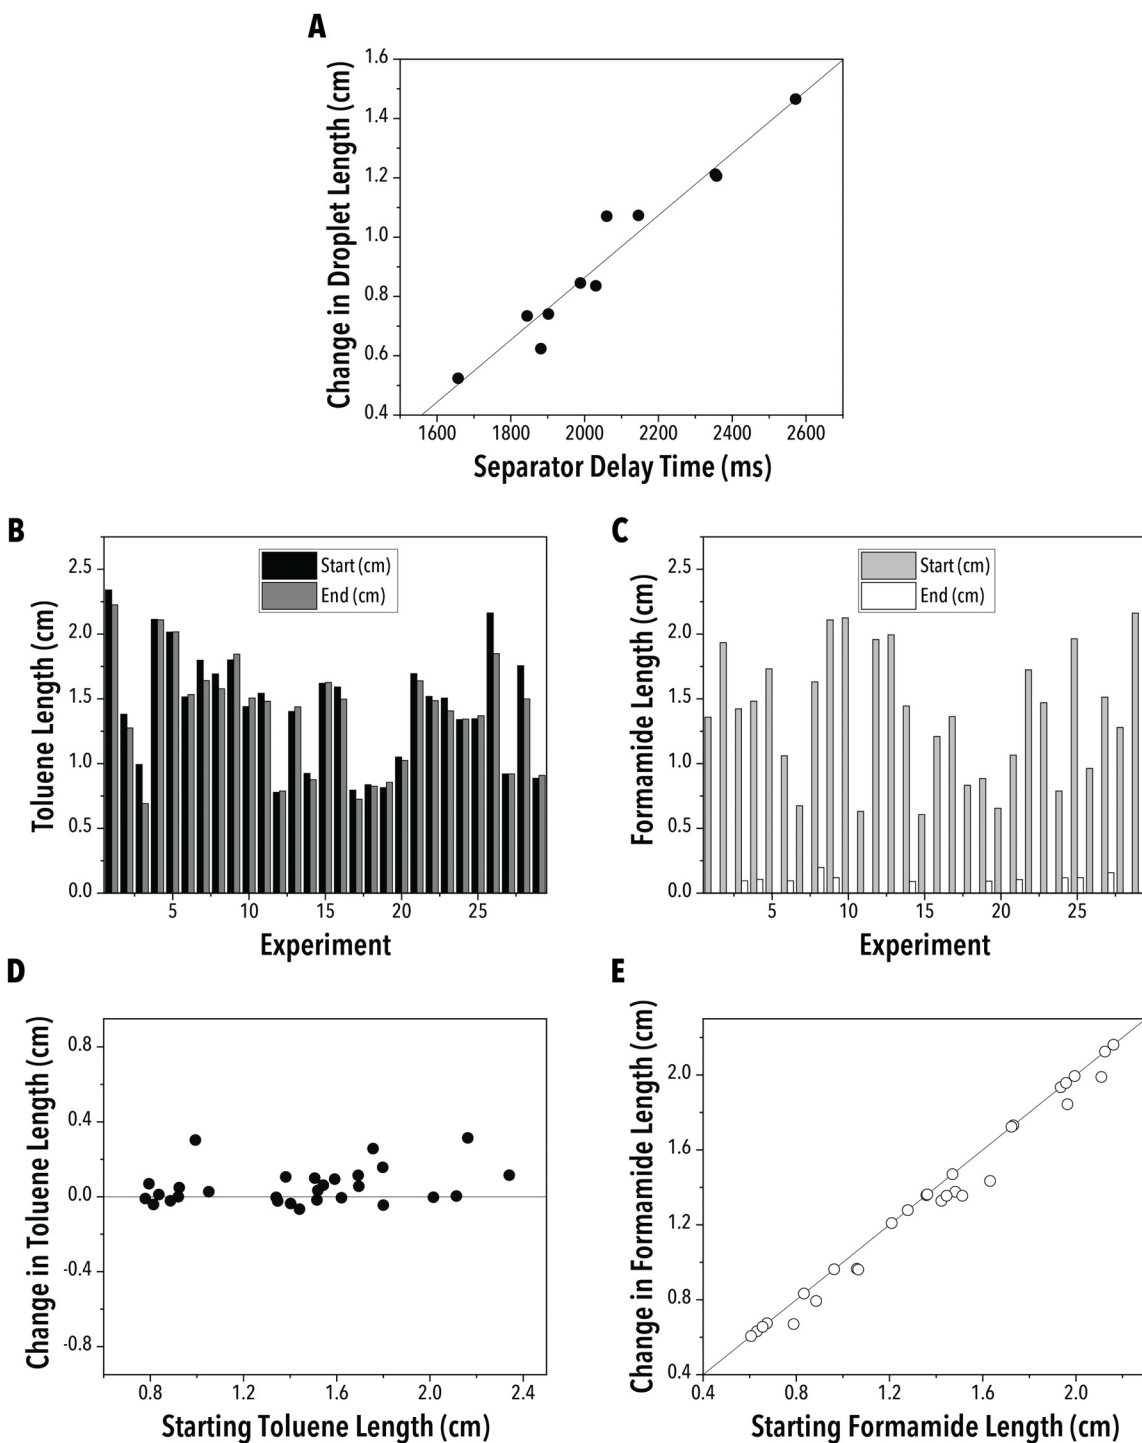 A
Change in Droplet Length (cm)
1.6
1.4
1.2
1.0
0.8
0.6
0.4
1600 1800 2000 2200 2400 2600
Separator Delay Time (ms)
B
Toluene Length (cm)
2.5
2.0
1.5
1.0
0.5
0.0
Start (cm)
End (cm)
5 10 15 20 25
Experiment
C
Formamide Length (cm)
2.5
2.0
1.5
1.0
0.5
0.0
Start (cm)
End (cm)
5 10 15 20 25
Experiment
D
Change in Toluene Length (cm)
0.8
0.4
0.0
-0.4
-0.8
0.8 1.2 1.6 2.0 2.4
Starting Toluene Length (cm)
E
Change in Formamide Length (cm)
2.0
1.6
1.2
0.8
0.4
0.4 0.8 1.2 1.6 2.0
Starting Formamide Length (cm)